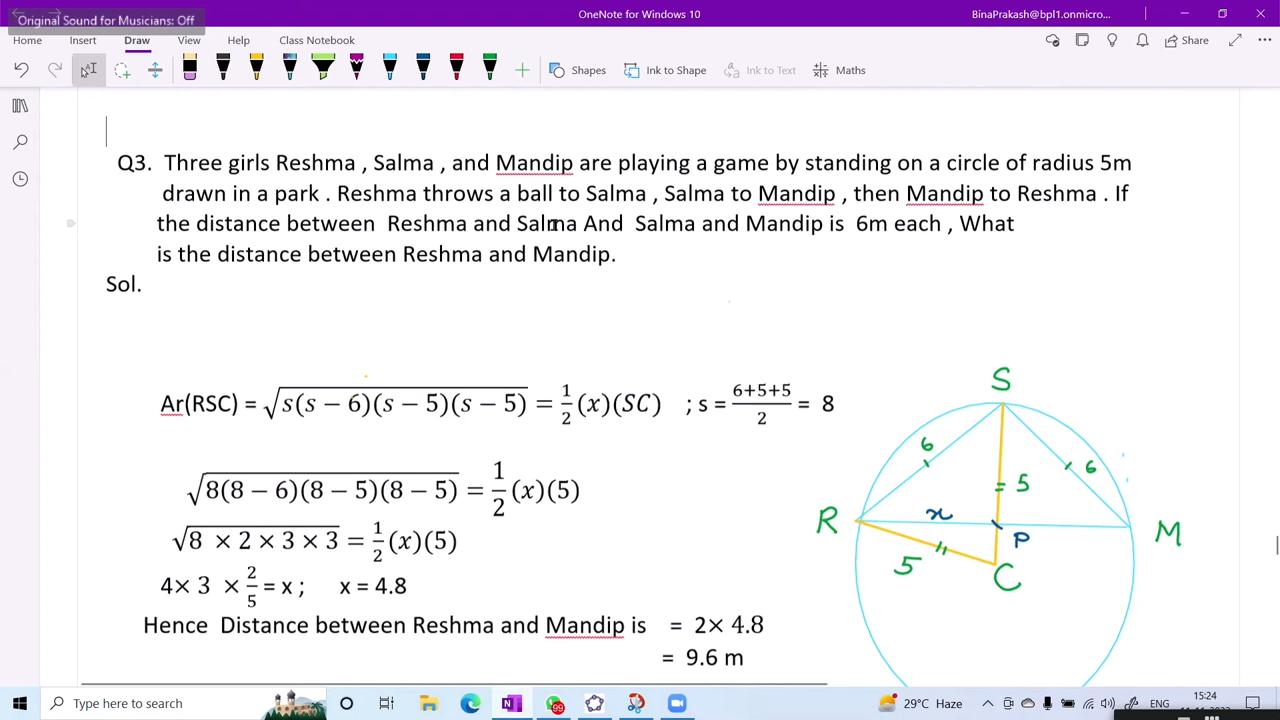 Original Sound for Musicians: Off
OneNote for Windows 10
BinaPrakash@bpl1.onmicro...
Home Insert Draw View Help Class Notebook
Share
Shapes Ink to Shape Ink to Text Maths
Q3. Three girls Reshma , Salma , and Mandip are playing a game by standing on a circle of radius 5m
drawn in a park . Reshma throws a ball to Salma , Salma to Mandip , then Mandip to Reshma . If
the distance between Reshma and Salma And Salma and Mandip is 6m each , What
is the distance between Reshma and Mandip.
Sol.
Ar(RSC) = √s(s − 6)(s − 5)(s − 5) = 1/2 (x)(SC) ; s = 6+5+5/2 = 8
√8(8 − 6)(8 − 5)(8 − 5) = 1/2 (x)(5)
√8 × 2 × 3 × 3 = 1/2 (x)(5)
4× 3 × 2/5 = x ; x = 4.8
Hence Distance between Reshma and Mandip is = 2× 4.8
= 9.6 m
S
6 6
5
R x M
P
5 C
Type here to search
99
29°C Haze
ENG
15:24